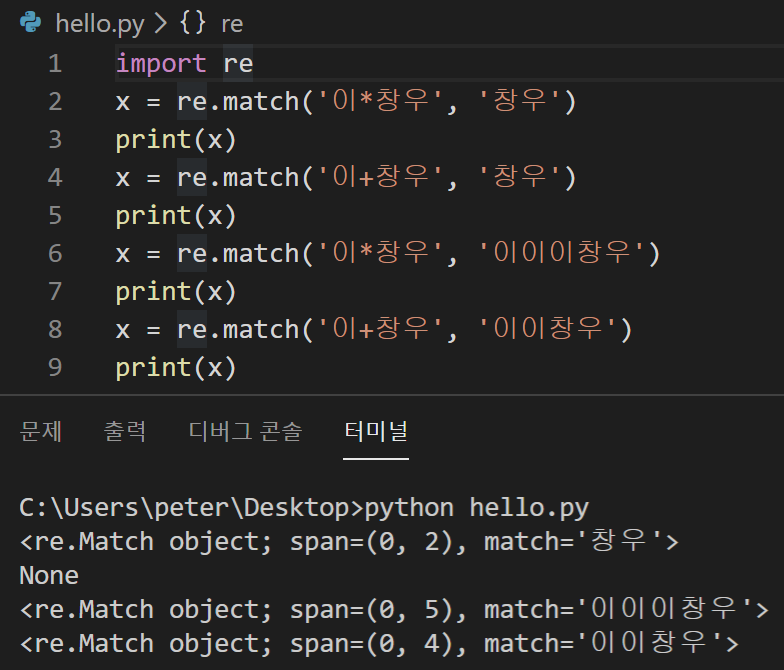 hello.py > {} re
1 import re
2 x = re.match('이*창우', '창우')
3 print(x)
4 x = re.match('이+창우', '창우')
5 print(x)
6 x = re.match('이*창우', '이이이창우')
7 print(x)
8 x = re.match('이+창우', '이이창우')
9 print(x)
문제 출력 디버그 콘솔 터미널
C:\Users\peter\Desktop>python hello.py
<re.Match object; span=(0, 2), match='창우'>
None
<re.Match object; span=(0, 5), match='이이이창우'>
<re.Match object; span=(0, 4), match='이이창우'>